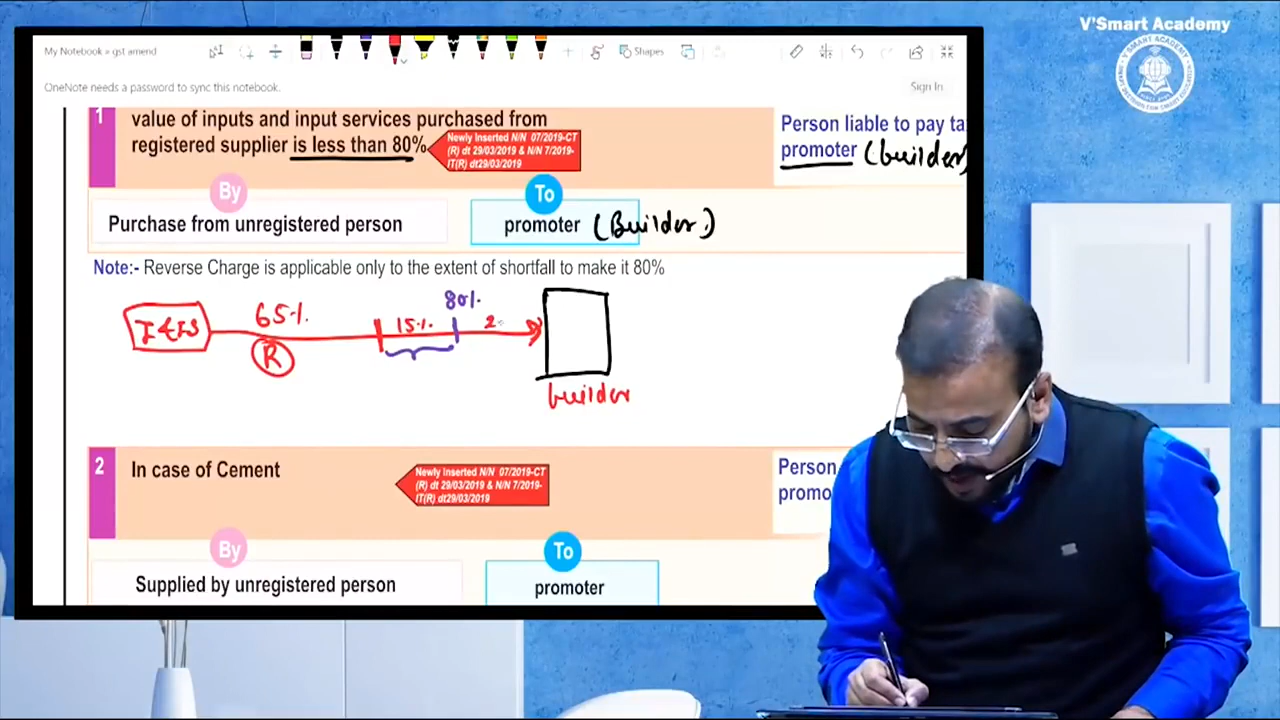 V'Smart Academy
My Notebook » gst amend
Shapes
OneNote needs a password to sync this notebook.
Sign In
1
value of inputs and input services purchased from
registered supplier is less than 80%
Newly Inserted N/N 07/2019-CT
(R) dt 29/03/2019 & N/N 7/2019-
IT(R) dt29/03/2019
Person liable to pay ta
promoter (builder)
By
To
Purchase from unregistered person
promoter (Builder)
Note:- Reverse Charge is applicable only to the extent of shortfall to make it 80%
I & IS
65%
R
15%
80%
2
builder
2
In case of Cement
Newly Inserted N/N 07/2019-CT
(R) dt 29/03/2019 & N/N 7/2019-
IT(R) dt29/03/2019
Person
promo
By
To
Supplied by unregistered person
promoter